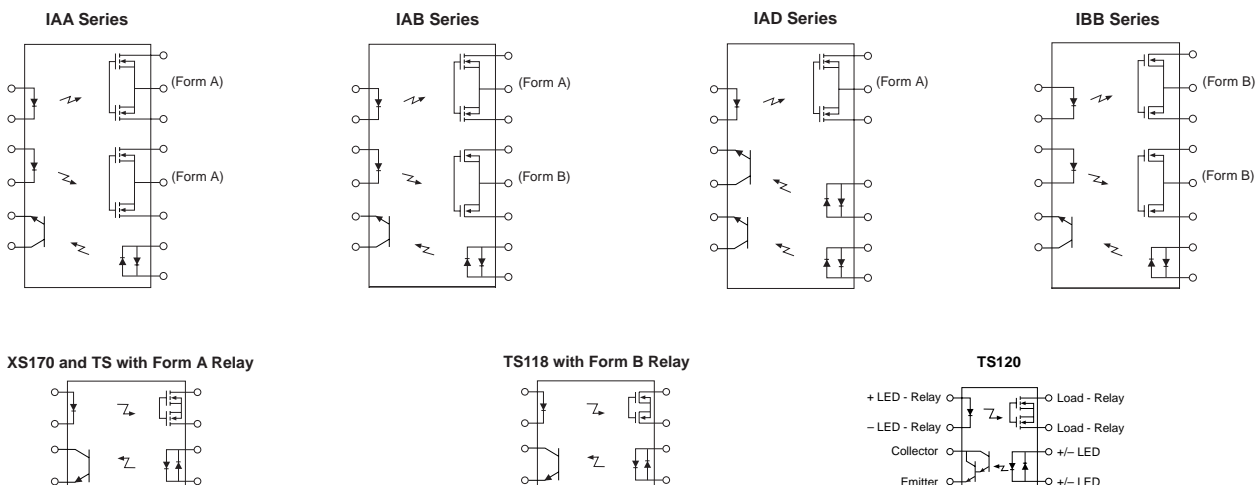 IAA Series
IAB Series
IAD Series
IBB Series
(Form A)
(Form A)
(Form A)
(Form B)
(Form A)
(Form B)
(Form B)
XS170 and TS with Form A Relay
TS118 with Form B Relay
TS120
+ LED - Relay
Load - Relay
– LED - Relay
Load - Relay
Collector
+/– LED
Emitter
+/– LED